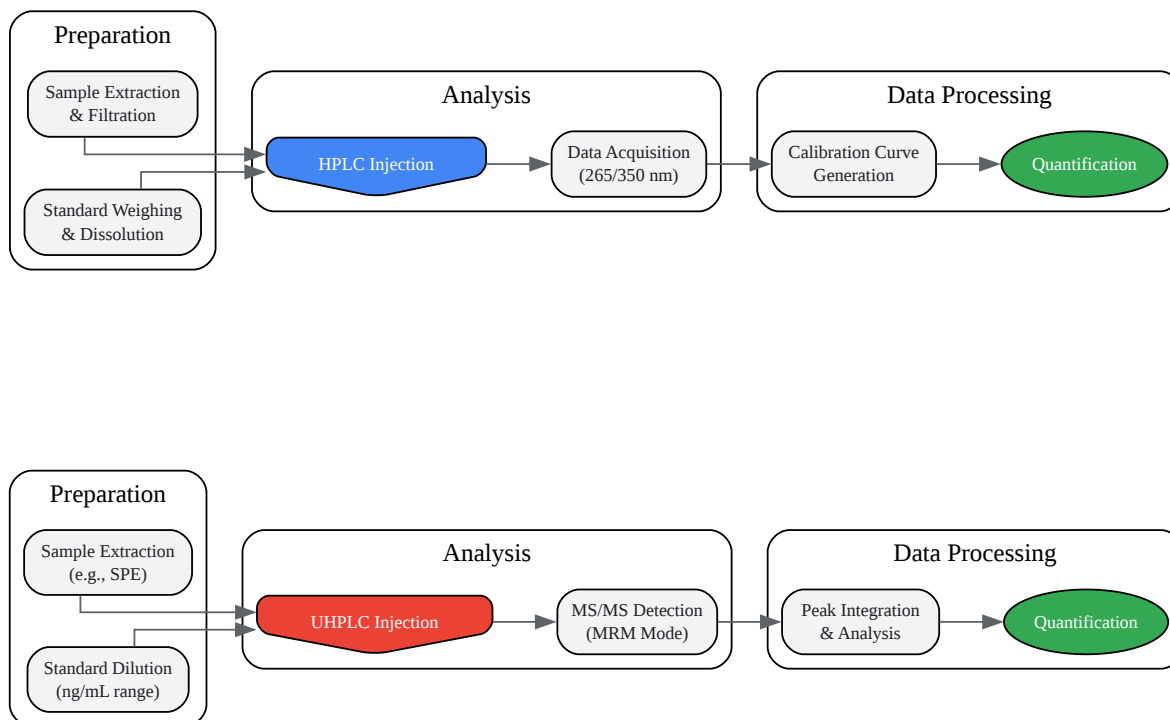 Preparation
Sample Extraction
& Filtration
Standard Weighing
& Dissolution
Analysis
HPLC Injection
Data Acquisition
(265/350 nm)
Data Processing
Calibration Curve
Generation
Quantification
Preparation
Sample Extraction
(e.g., SPE)
Standard Dilution
(ng/mL range)
Analysis
UHPLC Injection
MS/MS Detection
(MRM Mode)
Data Processing
Peak Integration
& Analysis
Quantification